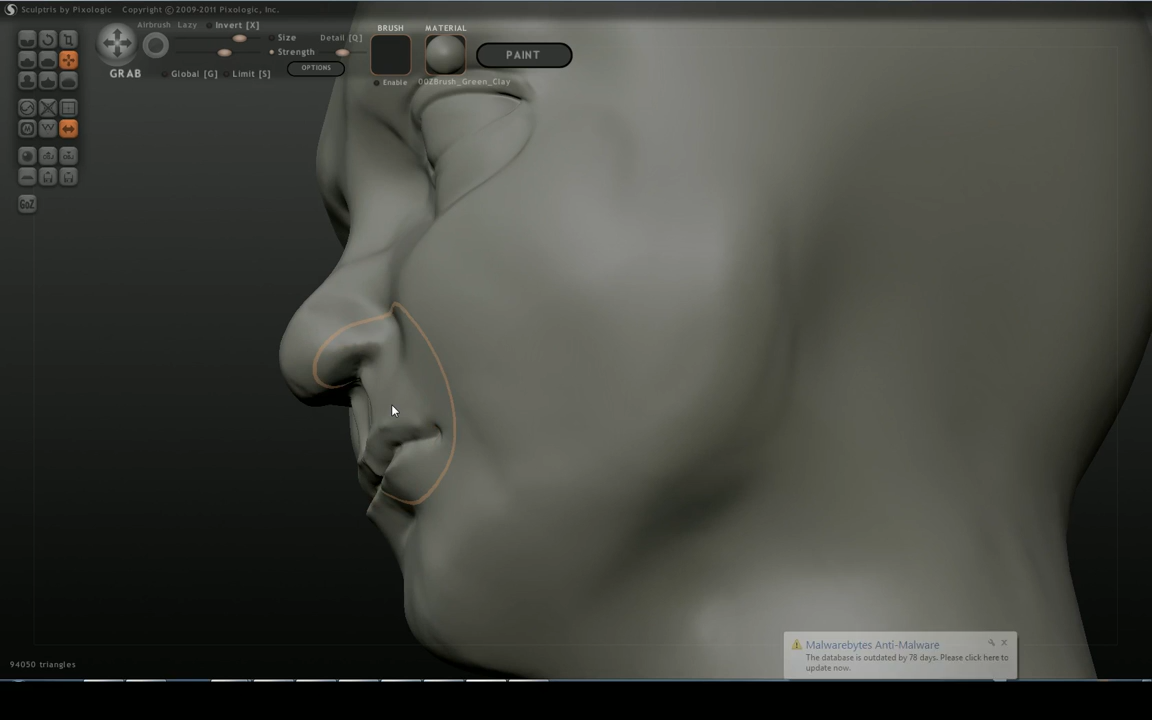 Sculptris by Pixologic Copyright © 2009-2011 Pixologic, Inc.
Airbrush Lazy Invert [X]
BRUSH MATERIAL
Size Detail [Q]
Strength
PAINT
OPTIONS
GRAB Global [G] Limit [S]
Enable 00ZBrush_Green_Clay
GoZ
Malwarebytes Anti-Malware
The database is outdated by 78 days. Please click here to
update now.
94050 triangles